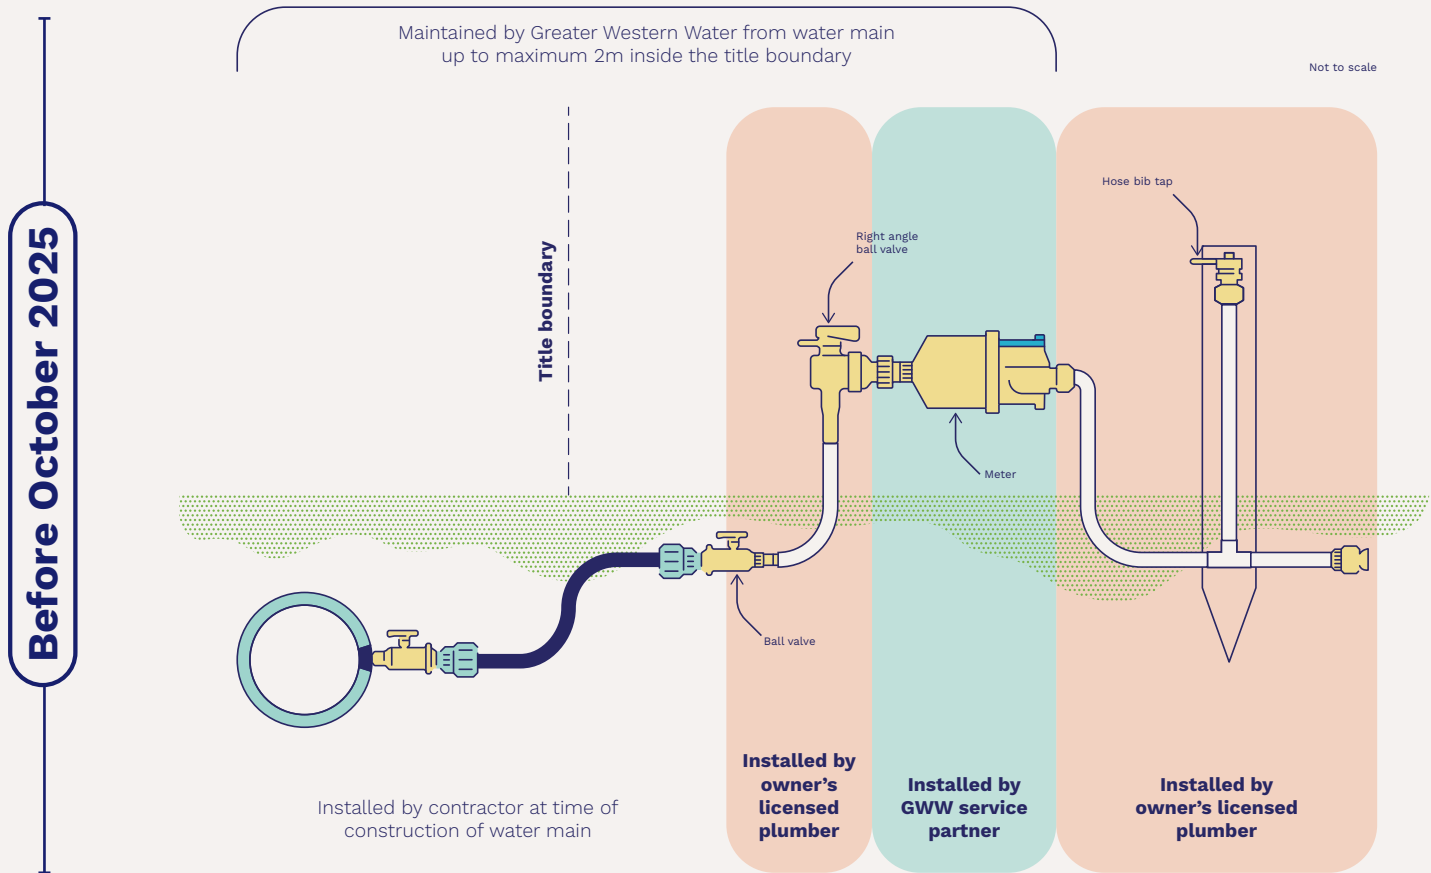 Maintained by Greater Western Water from water main
up to maximum 2m inside the title boundary
Not to scale
Before October 2025
Title boundary
Hose bib tap
Right angle
ball valve
Meter
Ball valve
Installed by contractor at time of
construction of water main
Installed by
owner’s
licensed
plumber
Installed by
GWW service
partner
Installed by
owner’s licensed
plumber